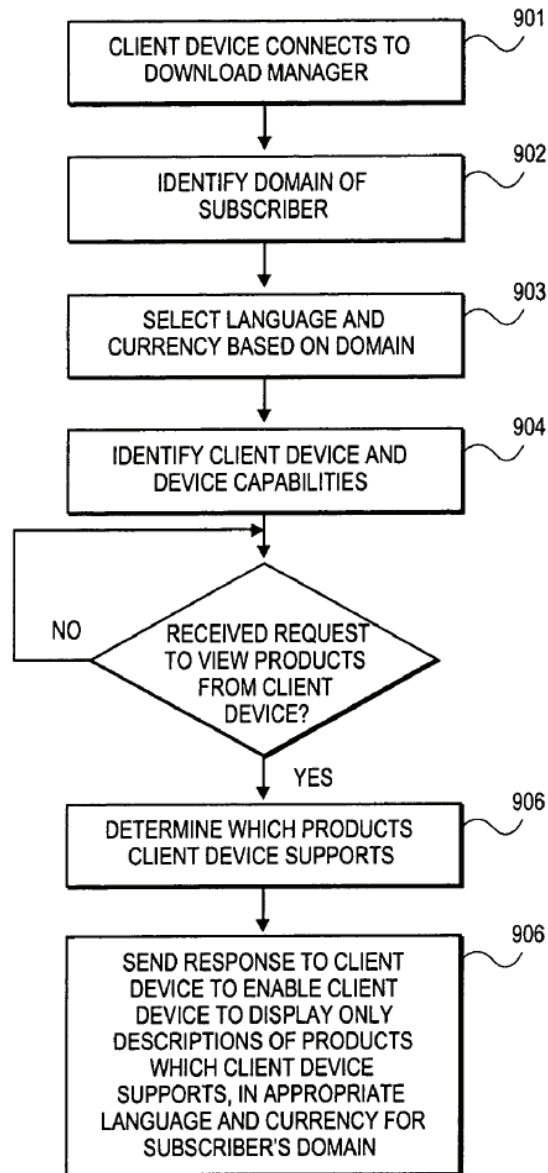 901
CLIENT DEVICE CONNECTS TO
DOWNLOAD MANAGER
902
IDENTIFY DOMAIN OF
SUBSCRIBER
903
SELECT LANGUAGE AND
CURRENCY BASED ON DOMAIN
904
IDENTIFY CLIENT DEVICE AND
DEVICE CAPABILITIES
NO
RECEIVED REQUEST
TO VIEW PRODUCTS
FROM CLIENT
DEVICE?
YES
906
DETERMINE WHICH PRODUCTS
CLIENT DEVICE SUPPORTS
906
SEND RESPONSE TO CLIENT
DEVICE TO ENABLE CLIENT
DEVICE TO DISPLAY ONLY
DESCRIPTIONS OF PRODUCTS
WHICH CLIENT DEVICE
SUPPORTS, IN APPROPRIATE
LANGUAGE AND CURRENCY FOR
SUBSCRIBER'S DOMAIN